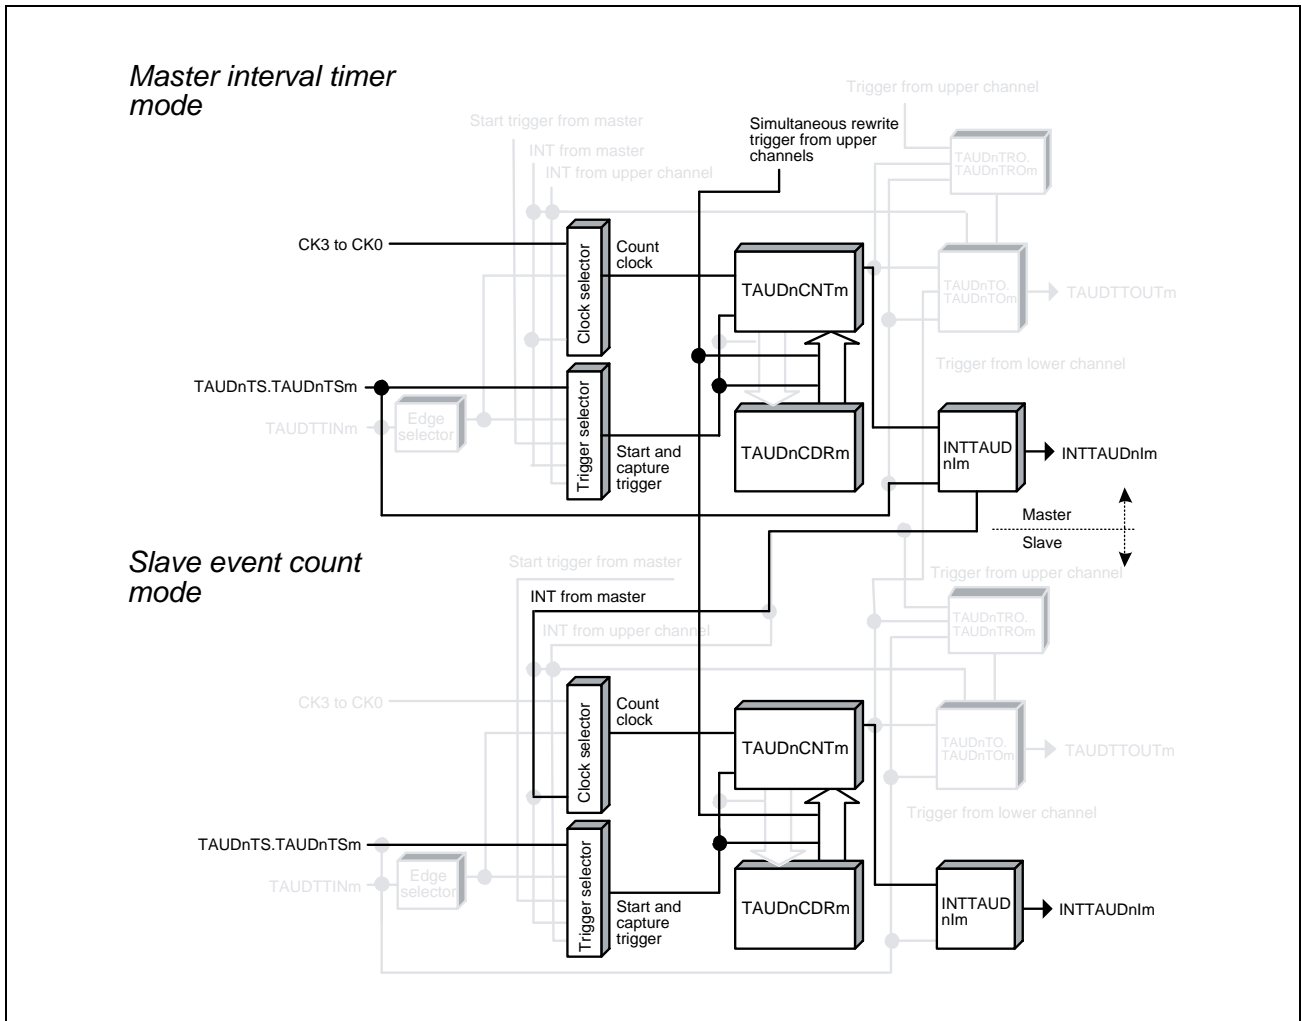 Master interval timer
mode
Trigger from upper channel
Start trigger from master
Simultaneous rewrite
trigger from upper
channels
INT from master
INT from upper channel
TAUDnTRO.
TAUDnTROm
CK3 to CK0
Clock selector
Count
clock
TAUDnCNTm
TAUDnTO.
TAUDnTOm
TAUDTTOUTm
Trigger from lower channel
TAUDnTS.TAUDnTSm
TAUDTTINm
Edge
selector
Trigger selector
Start and
capture
trigger
TAUDnCDRm
INTTAUD
nIm
INTTAUDnIm
Master
Slave
Slave event count
mode
Start trigger from master
Trigger from upper channel
INT from master
INT from upper channel
TAUDnTRO.
TAUDnTROm
CK3 to CK0
Clock selector
Count
clock
TAUDnCNTm
TAUDnTO.
TAUDnTOm
TAUDTTOUTm
Trigger from lower channel
TAUDnTS.TAUDnTSm
TAUDTTINm
Edge
selector
Trigger selector
Start and
capture
trigger
TAUDnCDRm
INTTAUD
nIm
INTTAUDnIm